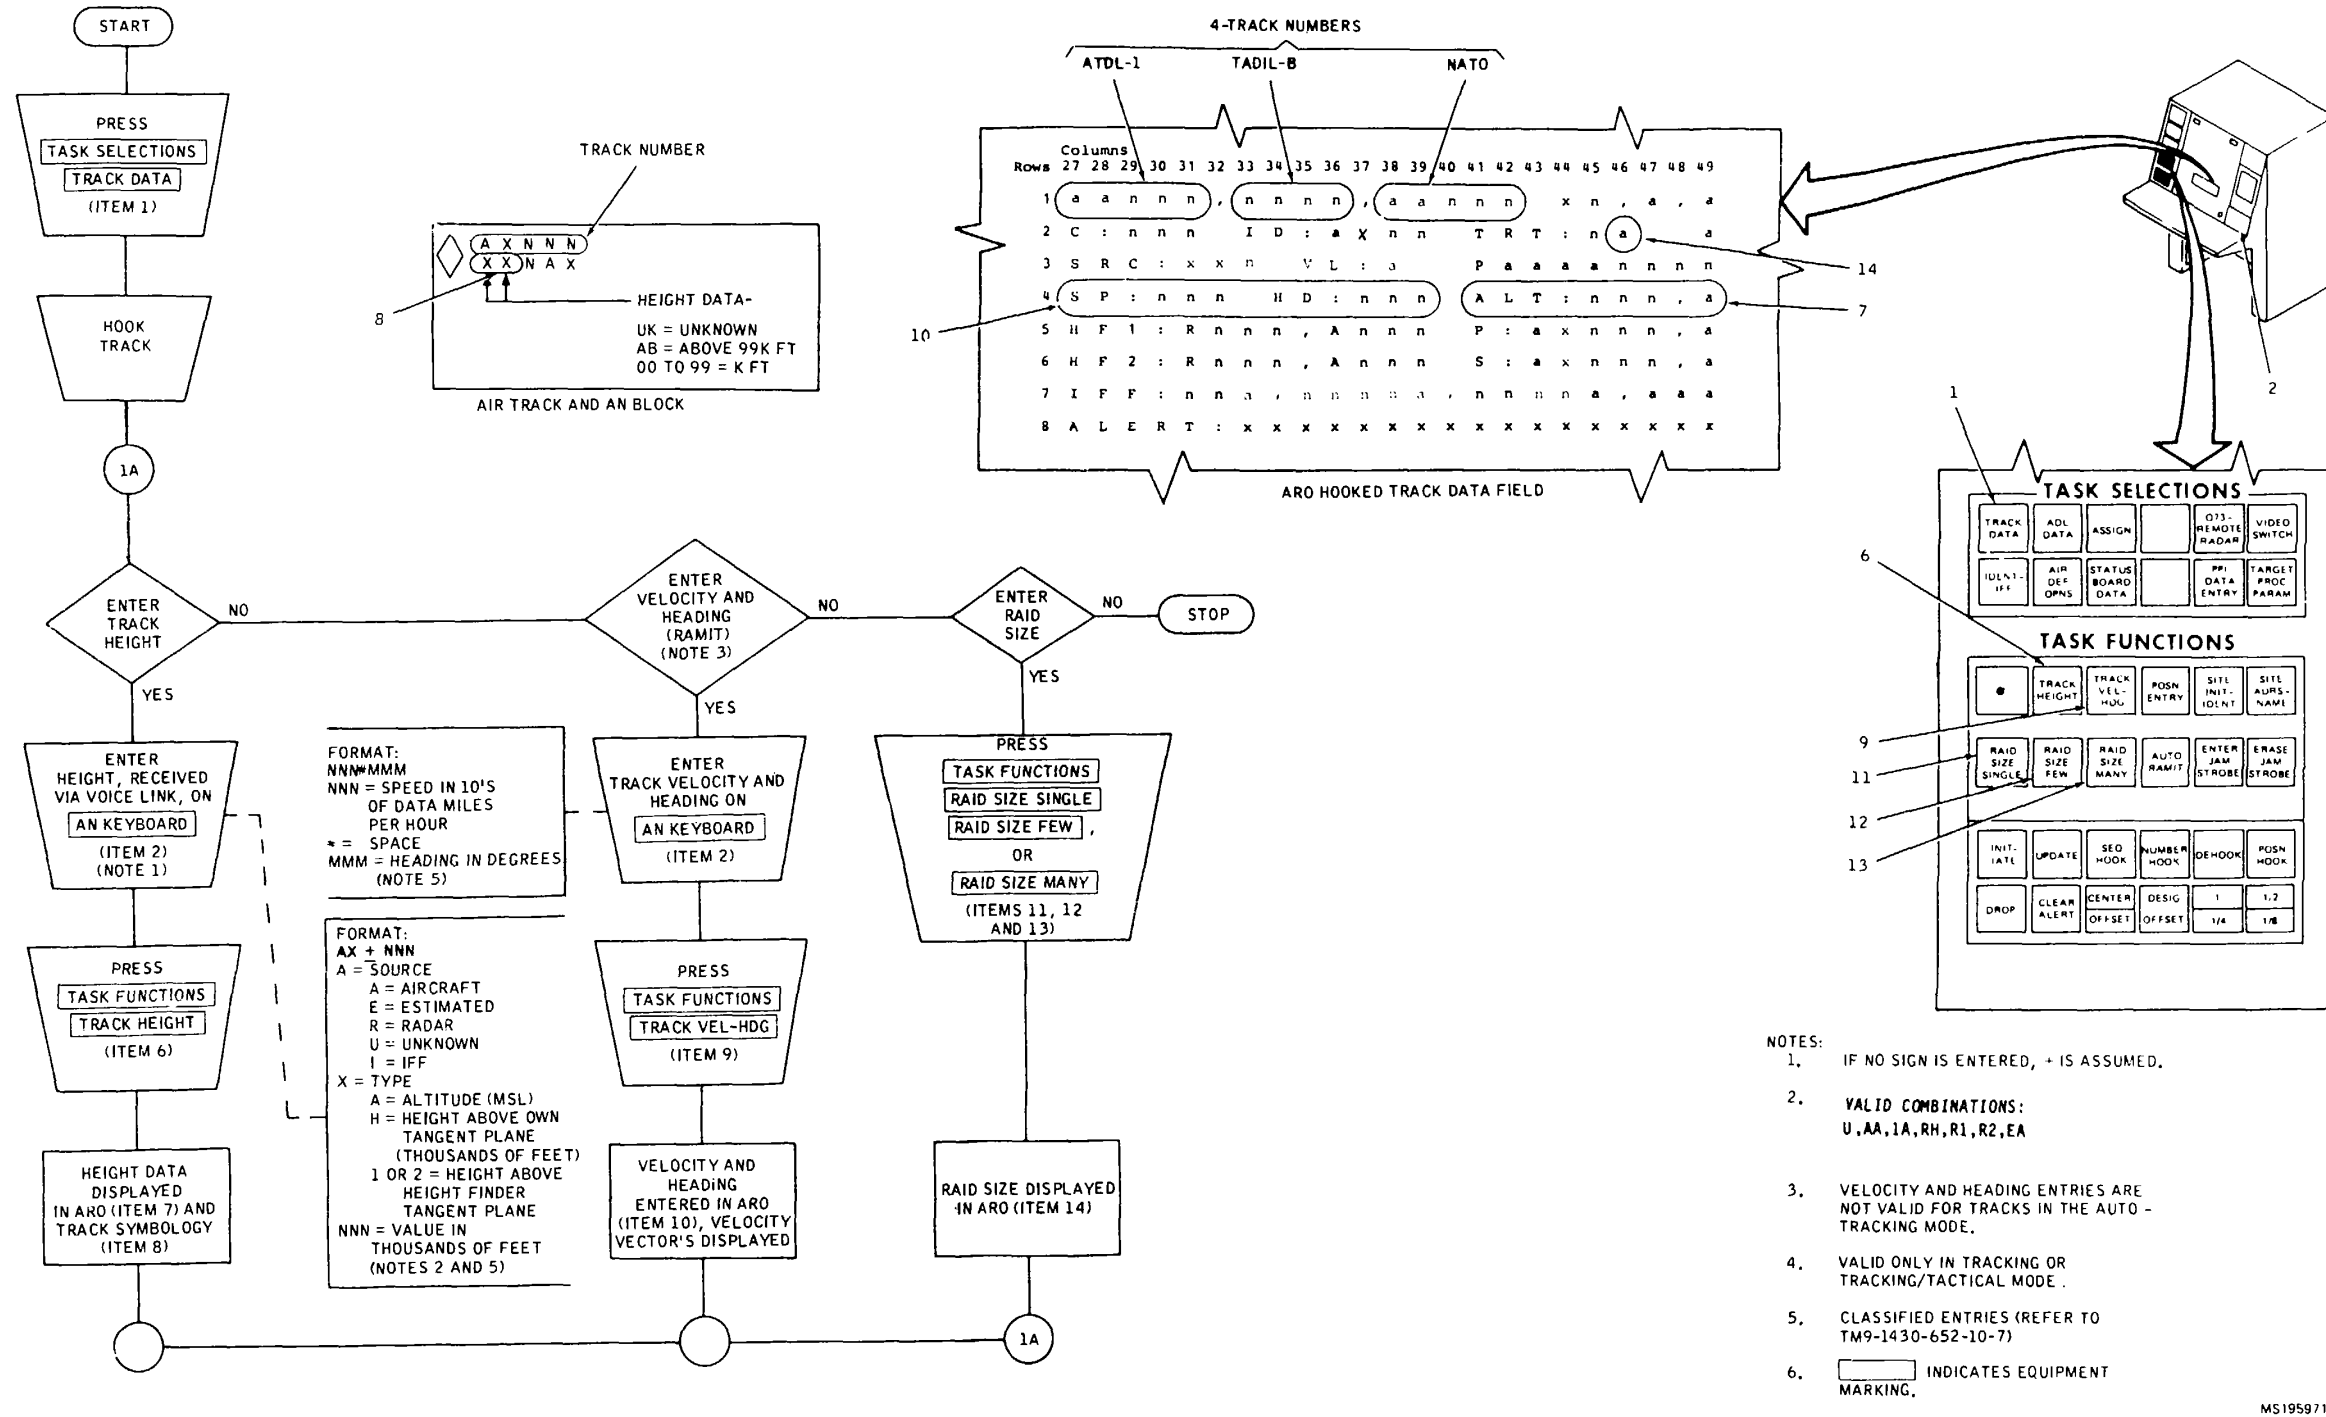 START
PRESS
TASK SELECTIONS
TRACK DATA
(ITEM 1)
HOOK
TRACK
1A
TRACK NUMBER
A X N N N
X X N A X
8
HEIGHT DATA-
UK = UNKNOWN
AB = ABOVE 99K FT
00 TO 99 = K FT
AIR TRACK AND AN BLOCK
4-TRACK NUMBERS
ATDL-1 TADIL-B NATO
Columns
Rows 27 28 29 30 31 32 33 34 35 36 37 38 39 40 41 42 43 44 45 46 47 48 49
1 a a n n n , n n n n , a a n n n x n , a , a
2 C : n n n I D : a X n n T R T : n a a
3 S R C : x x n V L : a P a a a a n n n n
4 S P : n n n H D : n n n A L T : n n n , a
5 H F 1 : R n n n , A n n n P : a x n n n , a
6 H F 2 : R n n n , A n n n S : a x n n n , a
7 I F F : n n a , n n n n a , n n n n a , a a a
8 A L E R T : x x x x x x x x x x x x x x x x x
14
7
10
ARO HOOKED TRACK DATA FIELD
2
1
TASK SELECTIONS
TRACK DATA
ADL DATA
ASSIGN
Q73-REMOTE RADAR
VIDEO SWITCH
IDENT-IFF
AIR DEF OPNS
STATUS BOARD DATA
PPI DATA ENTRY
TARGET PROC PARAM
6
TASK FUNCTIONS
TRACK HEIGHT
TRACK VEL-HDG
POSN ENTRY
SITE INIT-IDENT
SITE
NAME
9
RAID SIZE SINGLE
RAID SIZE FEW
RAID SIZE MANY
AUTO RAMIT
ENTER JAM STROBE
ERASE JAM STROBE
11
12
13
INIT-IATE
UPDATE
SEQ HOOK
NUMBER HOOK
DEHOOK
POSN HOOK
DROP
CLEAR ALERT
CENTER
OFFSET
DESIG
OFFSET
1
1/4
1/2
1/8
ENTER
TRACK
HEIGHT
NO
YES
ENTER
VELOCITY AND
HEADING
(RAMIT)
(NOTE 3)
NO
YES
ENTER
RAID
SIZE
NO
YES
STOP
ENTER
HEIGHT, RECEIVED
VIA VOICE LINK, ON
AN KEYBOARD
(ITEM 2)
(NOTE 1)
PRESS
TASK FUNCTIONS
TRACK HEIGHT
(ITEM 6)
HEIGHT DATA
DISPLAYED
IN ARO (ITEM 7) AND
TRACK SYMBOLOGY
(ITEM 8)
FORMAT:
NNN*MMM
NNN = SPEED IN 10'S
OF DATA MILES
PER HOUR
* = SPACE
MMM = HEADING IN DEGREES
(NOTE 5)
FORMAT:
AX ± NNN
A = SOURCE
A = AIRCRAFT
E = ESTIMATED
R = RADAR
U = UNKNOWN
I = IFF
X = TYPE
A = ALTITUDE (MSL)
H = HEIGHT ABOVE OWN
TANGENT PLANE
(THOUSANDS OF FEET)
1 OR 2 = HEIGHT ABOVE
HEIGHT FINDER
TANGENT PLANE
NNN = VALUE IN
THOUSANDS OF FEET
(NOTES 2 AND 5)
ENTER
TRACK VELOCITY AND
HEADING ON
AN KEYBOARD
(ITEM 2)
PRESS
TASK FUNCTIONS
TRACK VEL-HDG
(ITEM 9)
VELOCITY AND
HEADING
ENTERED IN ARO
(ITEM 10), VELOCITY
VECTOR'S DISPLAYED
PRESS
TASK FUNCTIONS
RAID SIZE SINGLE
RAID SIZE FEW ,
OR
RAID SIZE MANY
(ITEMS 11, 12
AND 13)
RAID SIZE DISPLAYED
IN ARO (ITEM 14)
1A
NOTES:
1. IF NO SIGN IS ENTERED, + IS ASSUMED.
2. VALID COMBINATIONS:
U,AA,1A,RH,R1,R2,EA
3. VELOCITY AND HEADING ENTRIES ARE
NOT VALID FOR TRACKS IN THE AUTO -
TRACKING MODE.
4. VALID ONLY IN TRACKING OR
TRACKING/TACTICAL MODE .
5. CLASSIFIED ENTRIES (REFER TO
TM9-1430-652-10-7)
6. INDICATES EQUIPMENT
MARKING.
MS195971